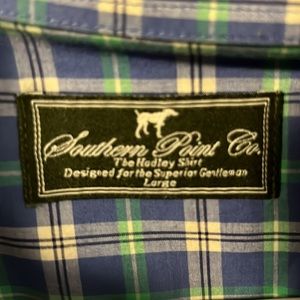 Southern Point Co.
The Hadley Shirt
Designed for the Superior Gentleman
Large